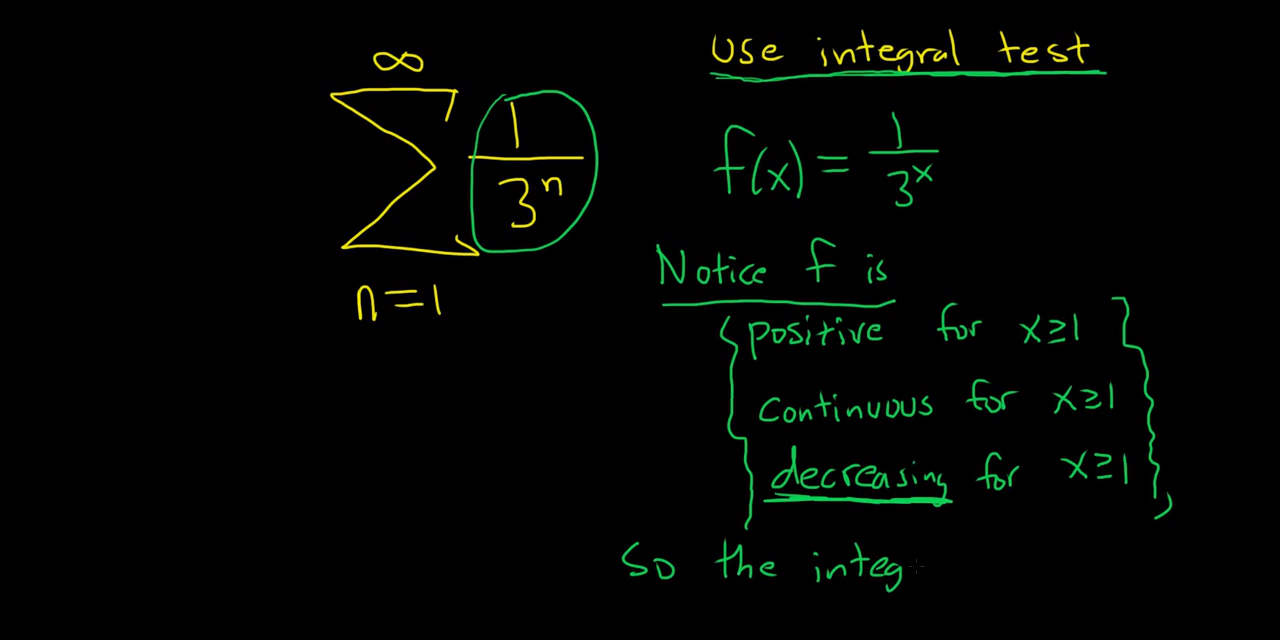 ∞
∑ 1/3ⁿ
n=1
Use integral test
f(x) = 1/3ˣ
Notice f is
{positive for x≥1}
continuous for x≥1
decreasing for x≥1,
So the integ